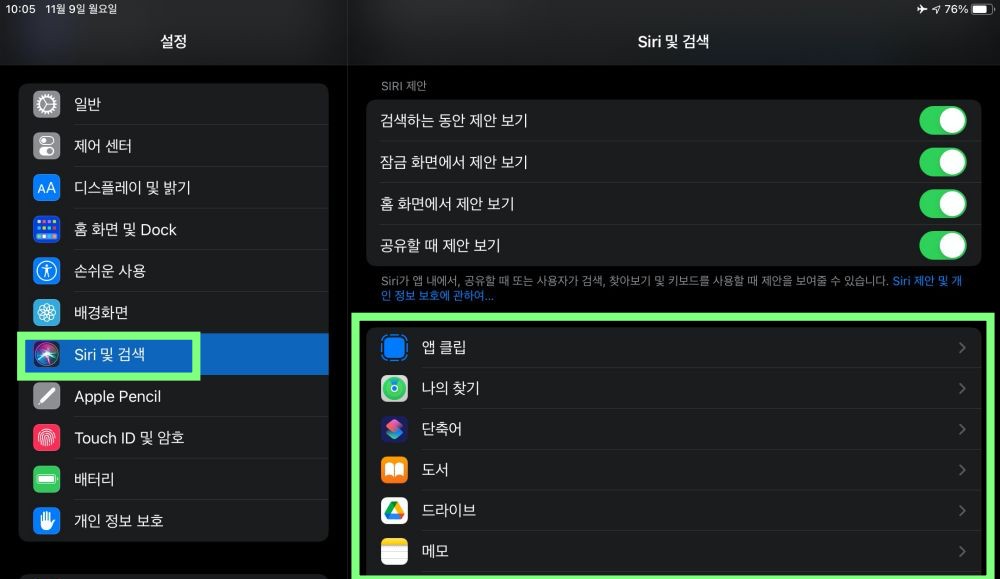 10:05 11월 9일 월요일
76%
설정
Siri 및 검색
일반
제어 센터
AA
디스플레이 및 밝기
홈 화면 및 Dock
손쉬운 사용
배경화면
Siri 및 검색
Apple Pencil
Touch ID 및 암호
배터리
개인 정보 보호
SIRI 제안
검색하는 동안 제안 보기
잠금 화면에서 제안 보기
홈 화면에서 제안 보기
공유할 때 제안 보기
Siri가 앱 내에서, 공유할 때 또는 사용자가 검색, 찾아보기 및 키보드를 사용할 때 제안을 보여줄 수 있습니다. Siri 제안 및 개
인 정보 보호에 관하여...
앱 클립
나의 찾기
단축어
도서
드라이브
메모